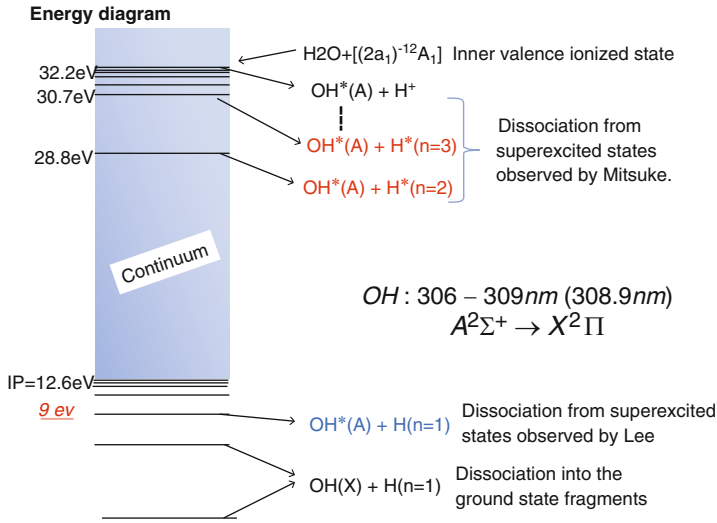 Energy diagram
H2O+[(2a₁)⁻¹²A₁] Inner valence ionized state
32.2eV
OH*(A) + H⁺
30.7eV
Dissociation from
superexcited states
observed by Mitsuke.
OH*(A) + H*(n=3)
28.8eV
OH*(A) + H*(n=2)
Continuum
OH : 306 – 309nm (308.9nm)
A²Σ⁺ → X²Π
IP=12.6eV
9 ev
OH*(A) + H(n=1)
Dissociation from superexcited
states observed by Lee
OH(X) + H(n=1)
Dissociation into the
ground state fragments